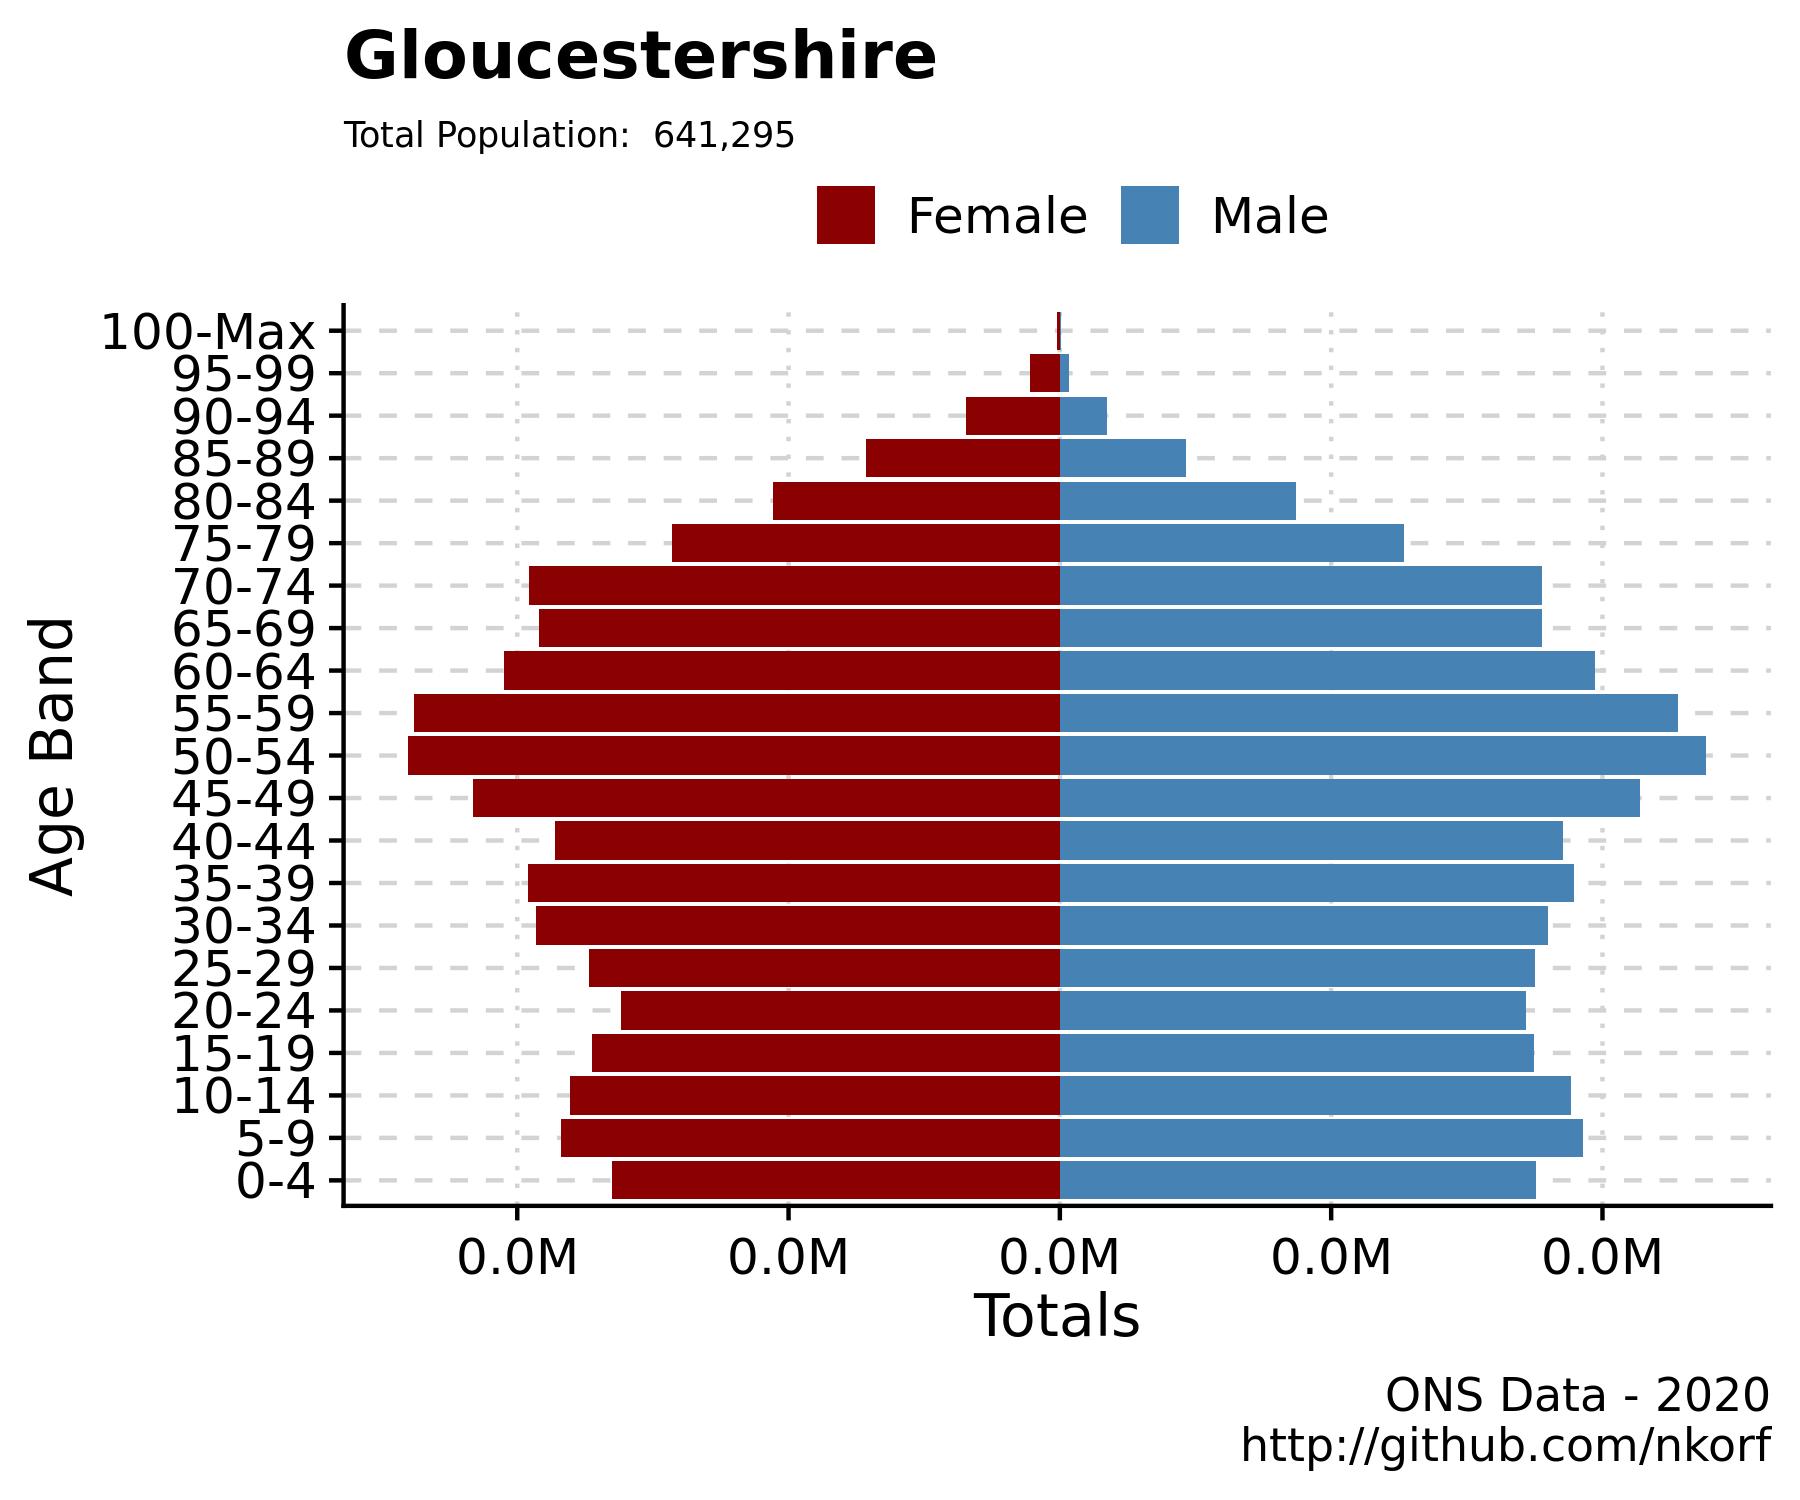 Gloucestershire
Total Population:  641,295
Female Male
100-Max
95-99
90-94
85-89
80-84
75-79
70-74
65-69
60-64
55-59
50-54
45-49
40-44
35-39
30-34
25-29
20-24
15-19
10-14
5-9
0-4
Age Band
0.0M 0.0M 0.0M 0.0M 0.0M
Totals
ONS Data - 2020
http://github.com/nkorf